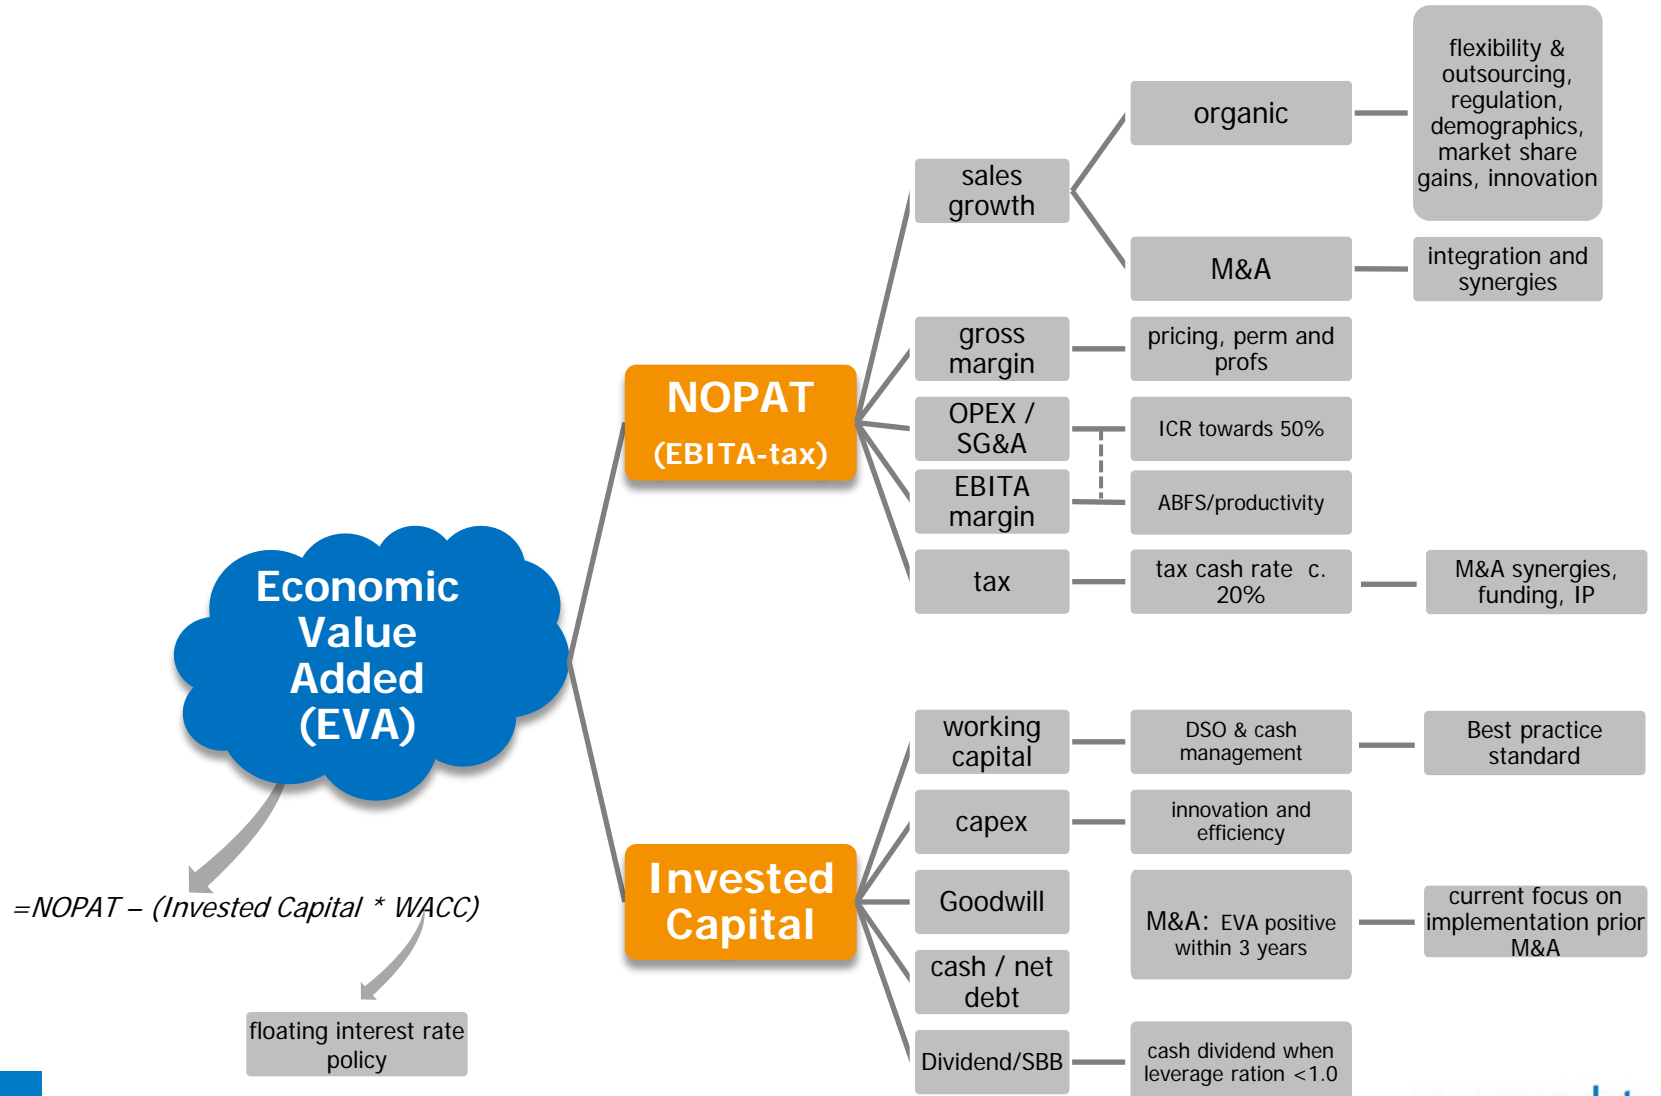 flexibility &
outsourcing,
regulation,
demographics,
market share
gains, innovation
organic
sales
growth
M&A
integration and
synergies
gross
margin
pricing, perm and
profs
NOPAT
(EBITA-tax)
OPEX /
SG&A
ICR towards 50%
EBITA
margin
ABFS/productivity
tax
tax cash rate c.
20%
M&A synergies,
funding, IP
Economic
Value
Added
(EVA)
working
capital
DSO & cash
management
Best practice
standard
capex
innovation and
efficiency
Invested
Capital
Goodwill
M&A: EVA positive
within 3 years
current focus on
implementation prior
M&A
=NOPAT – (Invested Capital * WACC)
cash / net
debt
floating interest rate
policy
Dividend/SBB
cash dividend when
leverage ration <1.0